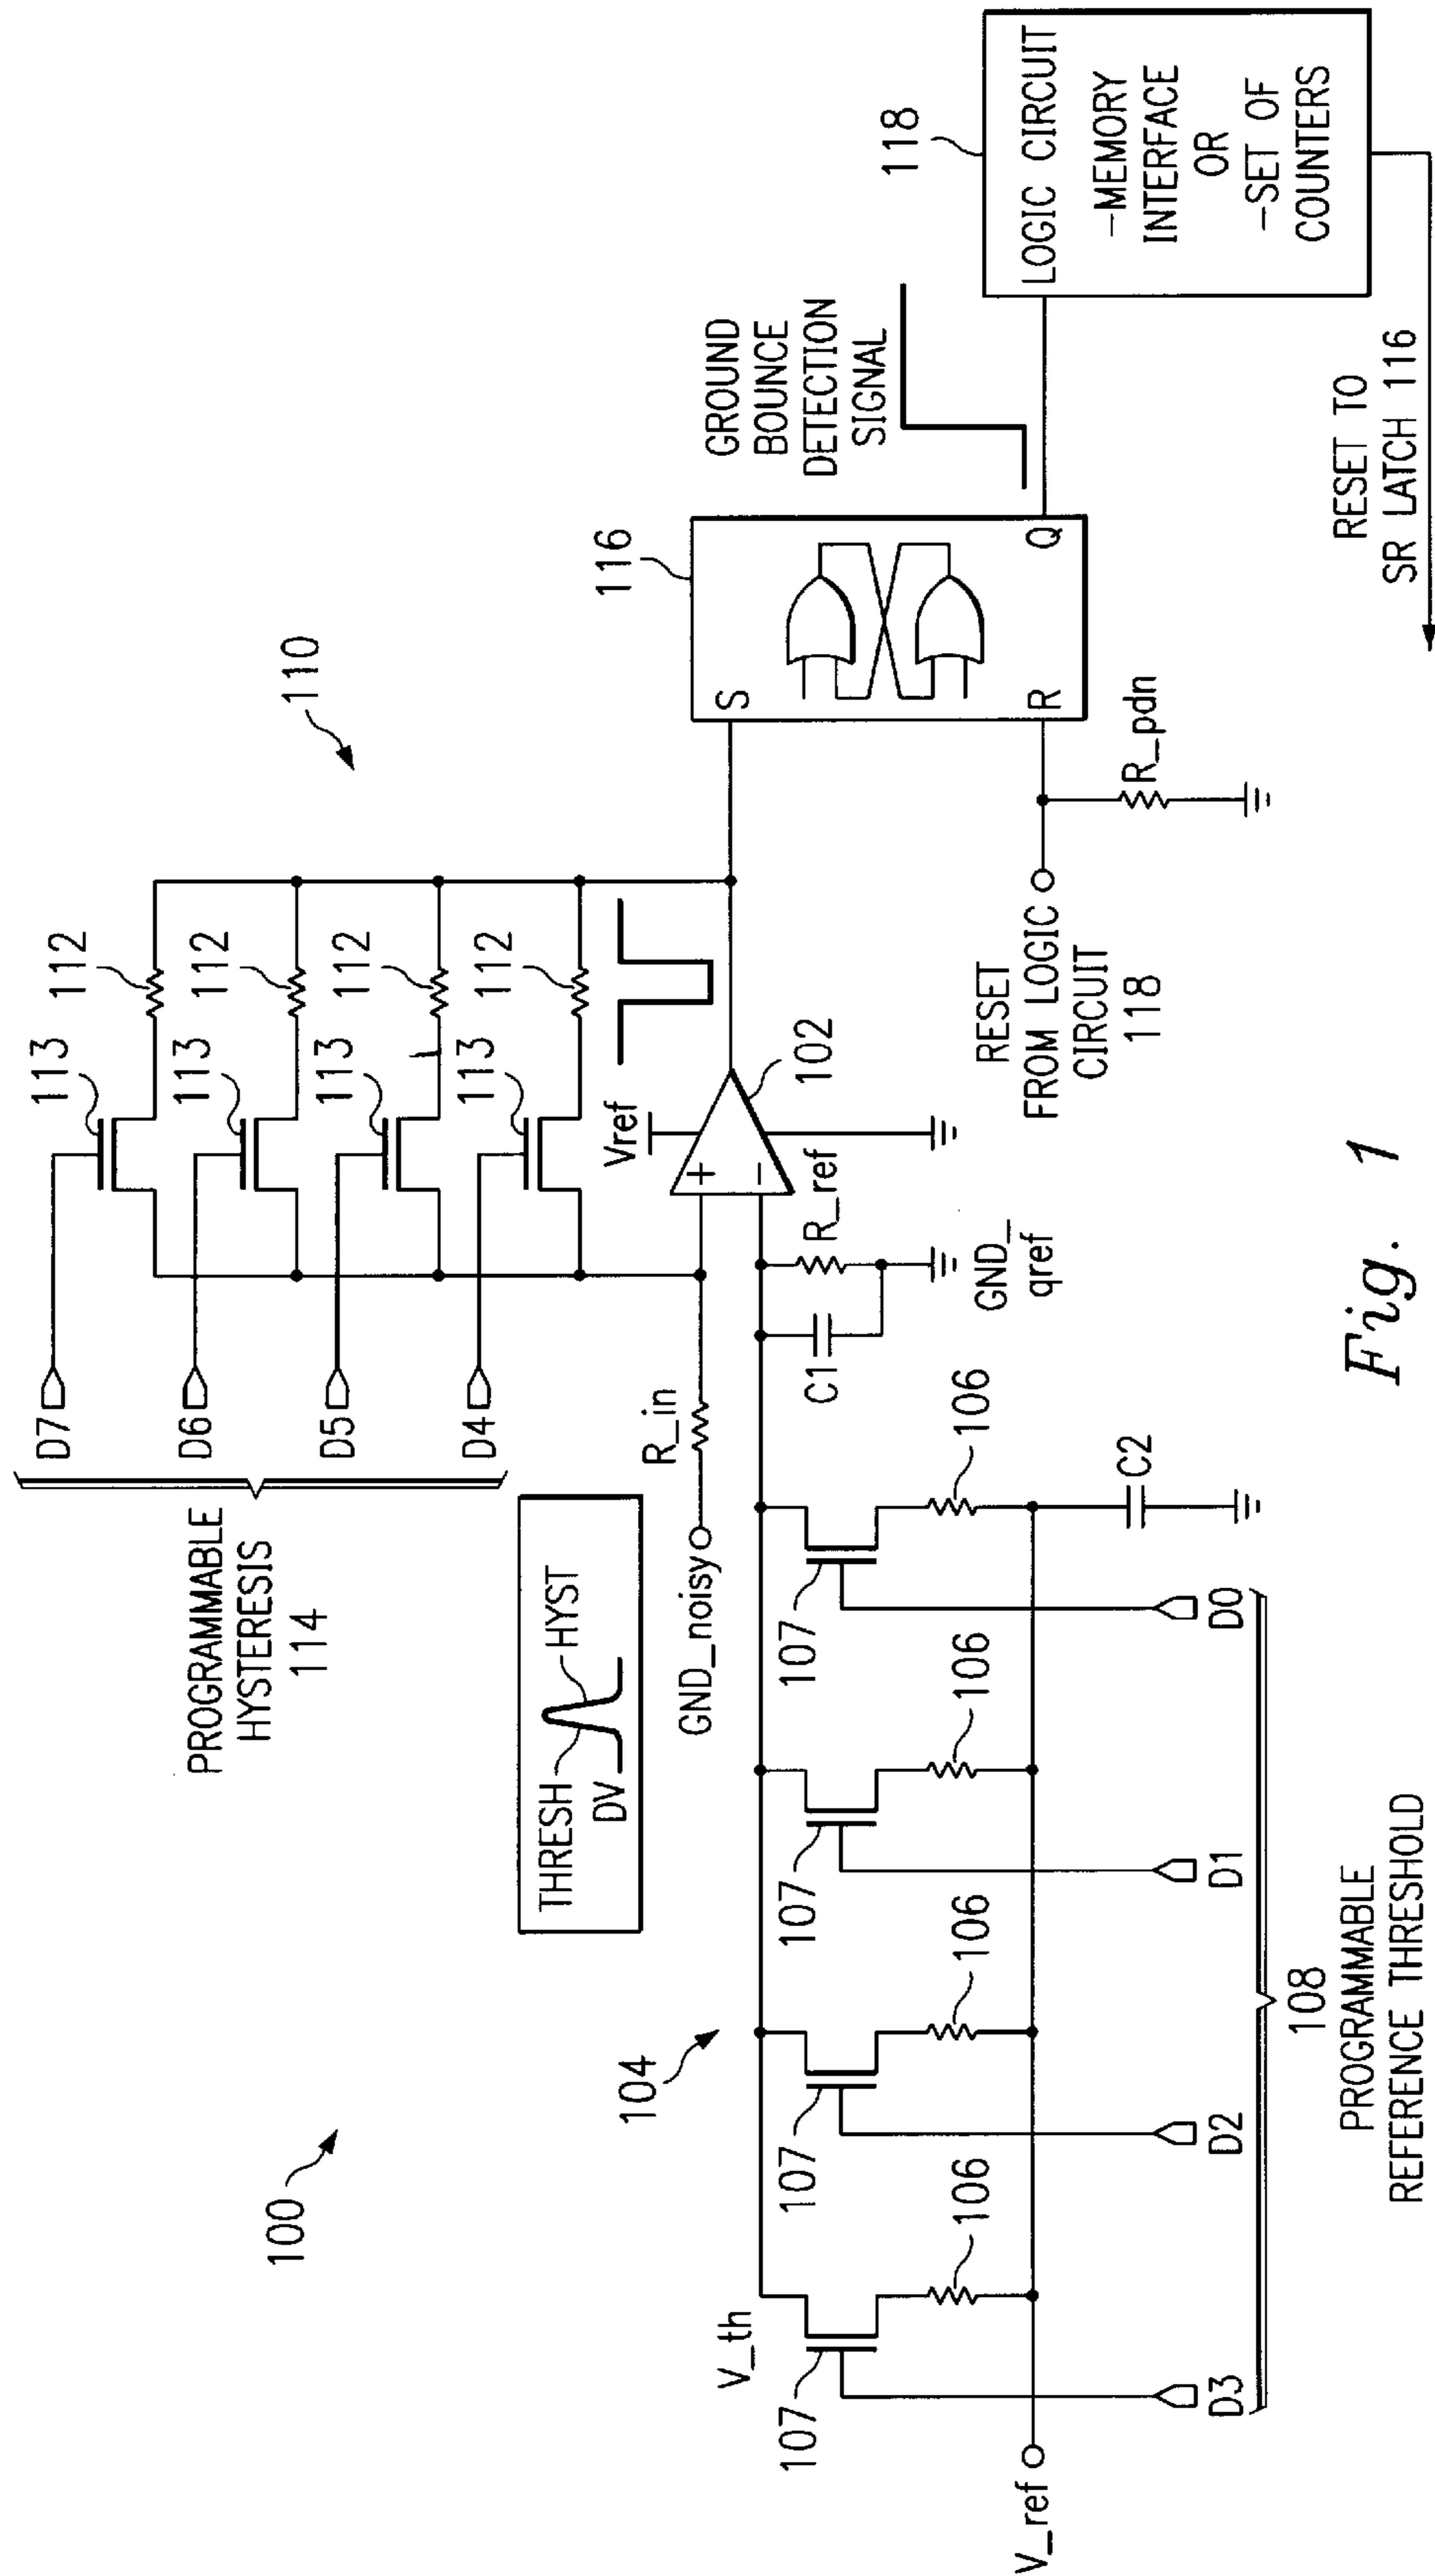 100
110
PROGRAMMABLE
HYSTERESIS
114
D7
D6
D5
D4
113
113
113
113
112
112
112
112
THRESH
HYST
DV
GND_noisy
R_in
Vref
+
−
102
116
S
R
Q
GROUND
BOUNCE
DETECTION
SIGNAL
118
LOGIC CIRCUIT
-MEMORY
INTERFACE
OR
-SET OF
COUNTERS
RESET TO
SR LATCH 116
RESET
FROM LOGIC
CIRCUIT
118
R_pdn
104
V_th
107
107
107
107
106
106
106
106
C1
R_ref
GND_
qref
C2
V_ref
D3
D2
D1
D0
108
PROGRAMMABLE
REFERENCE THRESHOLD
Fig. 1